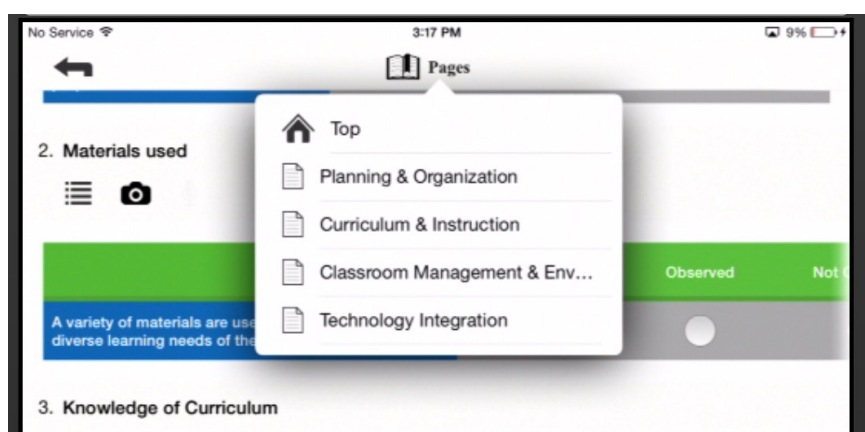 No Service 3:17 PM 9%
Pages
Top
2. Materials used
Planning & Organization
Curriculum & Instruction
Classroom Management & Env...
Observed Not
Technology Integration
A variety of materials are use
diverse learning needs of the
3. Knowledge of Curriculum